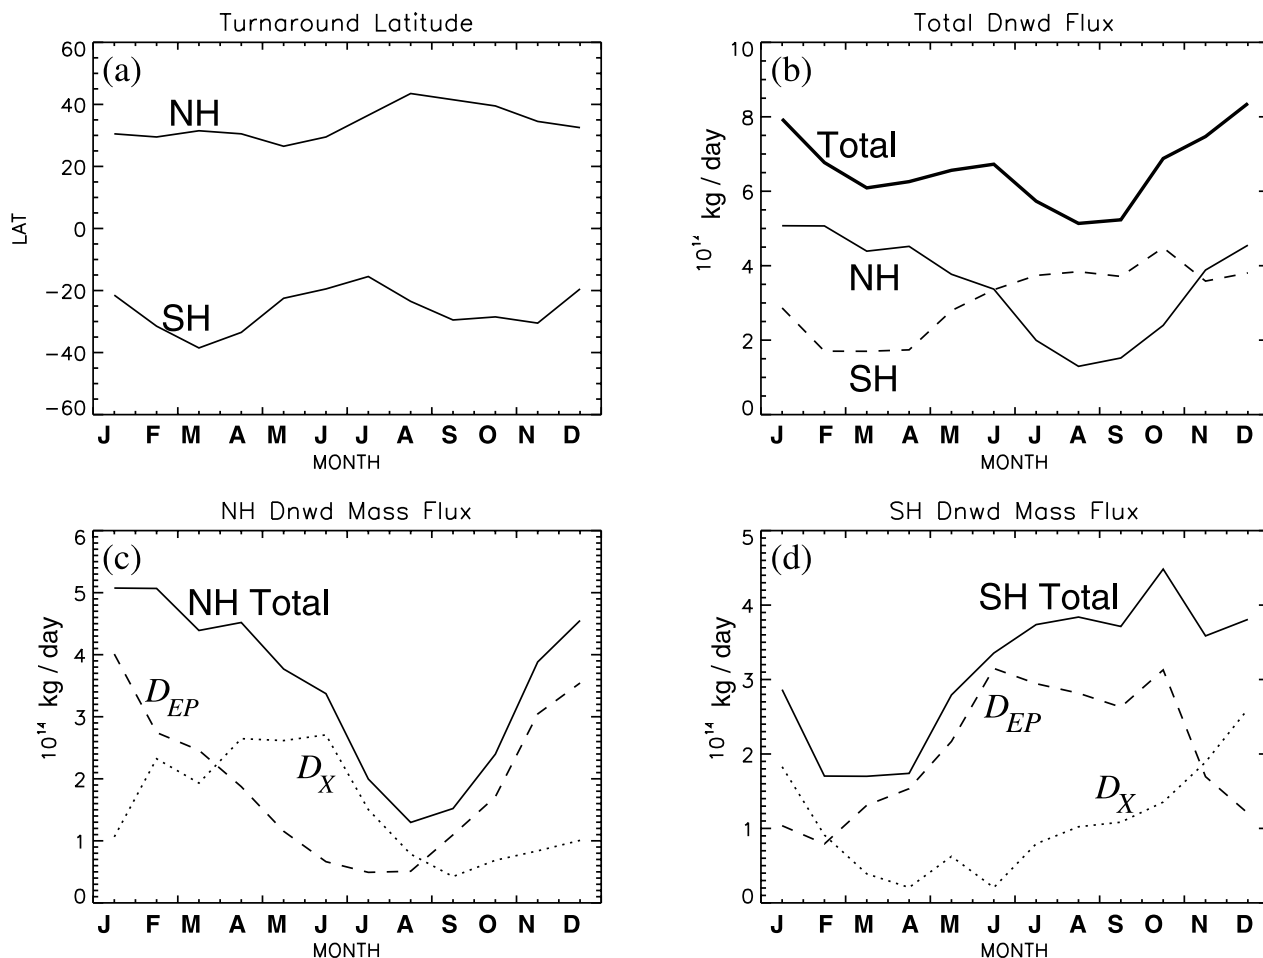 Turnaround Latitude
(a)
60
40
20
0
−20
−40
−60
LAT
NH
SH
J F M A M J J A S O N D
MONTH
Total Dnwd Flux
(b)
10
8
6
4
2
0
10¹⁴ kg / day
Total
NH
SH
J F M A M J J A S O N D
MONTH
NH Dnwd Mass Flux
(c)
6
5
4
3
2
1
0
10¹⁴ kg / day
NH Total
D_EP
D_X
J F M A M J J A S O N D
MONTH
SH Dnwd Mass Flux
(d)
5
4
3
2
1
0
10¹⁴ kg / day
SH Total
D_EP
D_X
J F M A M J J A S O N D
MONTH